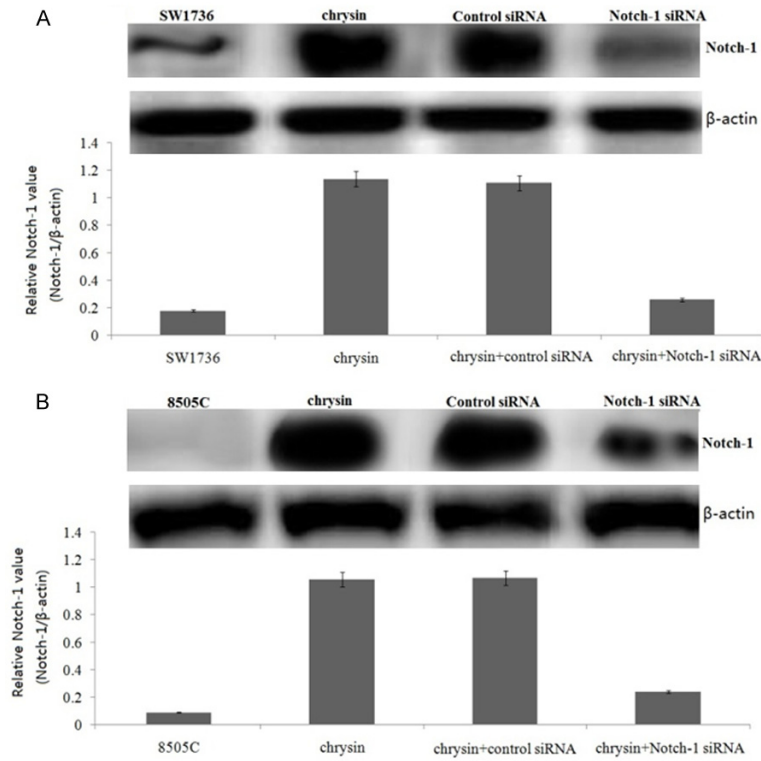 A
SW1736 chrysin Control siRNA Notch-1 siRNA
Notch-1
β-actin
Relative Notch-1 value
(Notch-1/β-actin)
1.4
1.2
1
0.8
0.6
0.4
0.2
0
SW1736 chrysin chrysin+control siRNA chrysin+Notch-1 siRNA
B
8505C chrysin Control siRNA Notch-1 siRNA
Notch-1
β-actin
Relative Notch-1 value
(Notch-1/β-actin)
1.4
1.2
1
0.8
0.6
0.4
0.2
0
8505C chrysin chrysin+control siRNA chrysin+Notch-1 siRNA